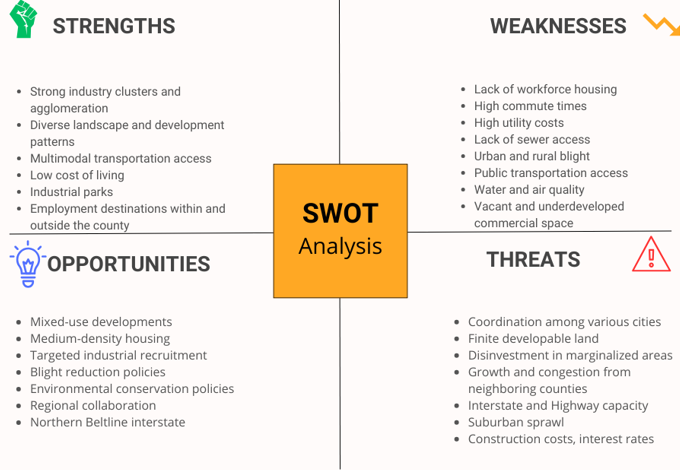 STRENGTHS
Strong industry clusters and
agglomeration
Diverse landscape and development
patterns
Multimodal transportation access
Low cost of living
Industrial parks
Employment destinations within and
outside the county
WEAKNESSES
Lack of workforce housing
High commute times
High utility costs
Lack of sewer access
Urban and rural blight
Public transportation access
Water and air quality
Vacant and underdeveloped
commercial space
SWOT
Analysis
OPPORTUNITIES
Mixed-use developments
Medium-density housing
Targeted industrial recruitment
Blight reduction policies
Environmental conservation policies
Regional collaboration
Northern Beltline interstate
THREATS
Coordination among various cities
Finite developable land
Disinvestment in marginalized areas
Growth and congestion from
neighboring counties
Interstate and Highway capacity
Suburban sprawl
Construction costs, interest rates